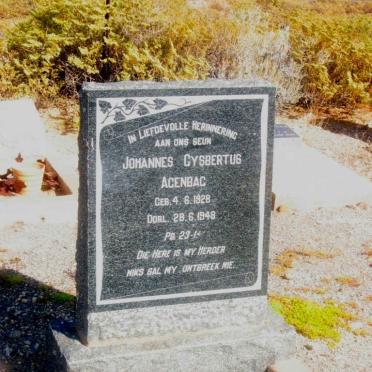 In Liefdevolle Herinnering
aan ons seun
Johannes Gysbertus
Acenbac
Geb. 4.6.1928
Oorl. 28.6.1948
Ps. 23-1-
Die Here is my Herder
niks sal my ontbreek nie.